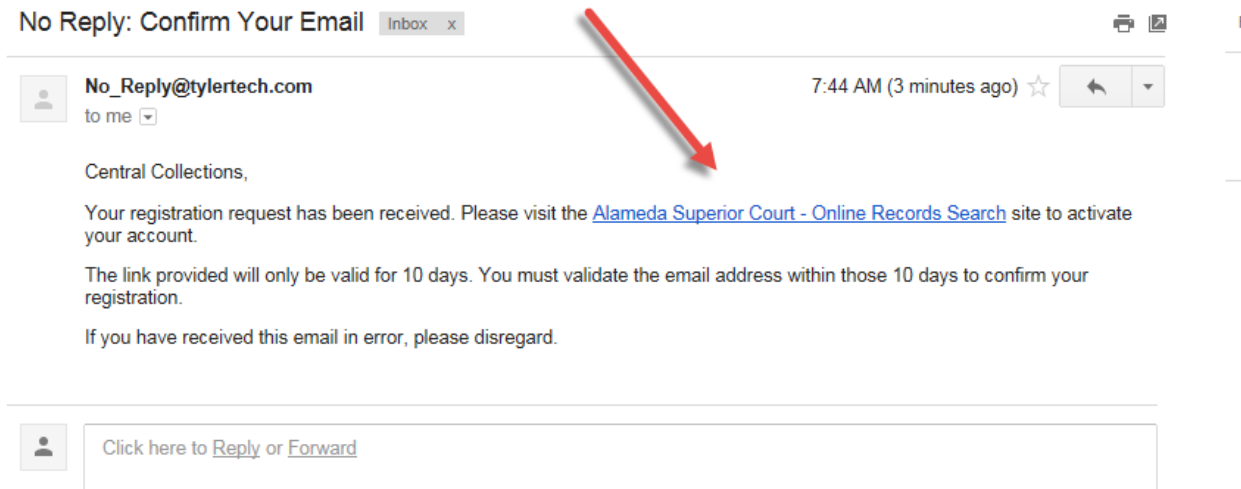 No Reply: Confirm Your Email Inbox x
No_Reply@tylertech.com 7:44 AM (3 minutes ago)
to me
Central Collections,
Your registration request has been received. Please visit the Alameda Superior Court - Online Records Search site to activate
your account.
The link provided will only be valid for 10 days. You must validate the email address within those 10 days to confirm your
registration.
If you have received this email in error, please disregard.
Click here to Reply or Forward